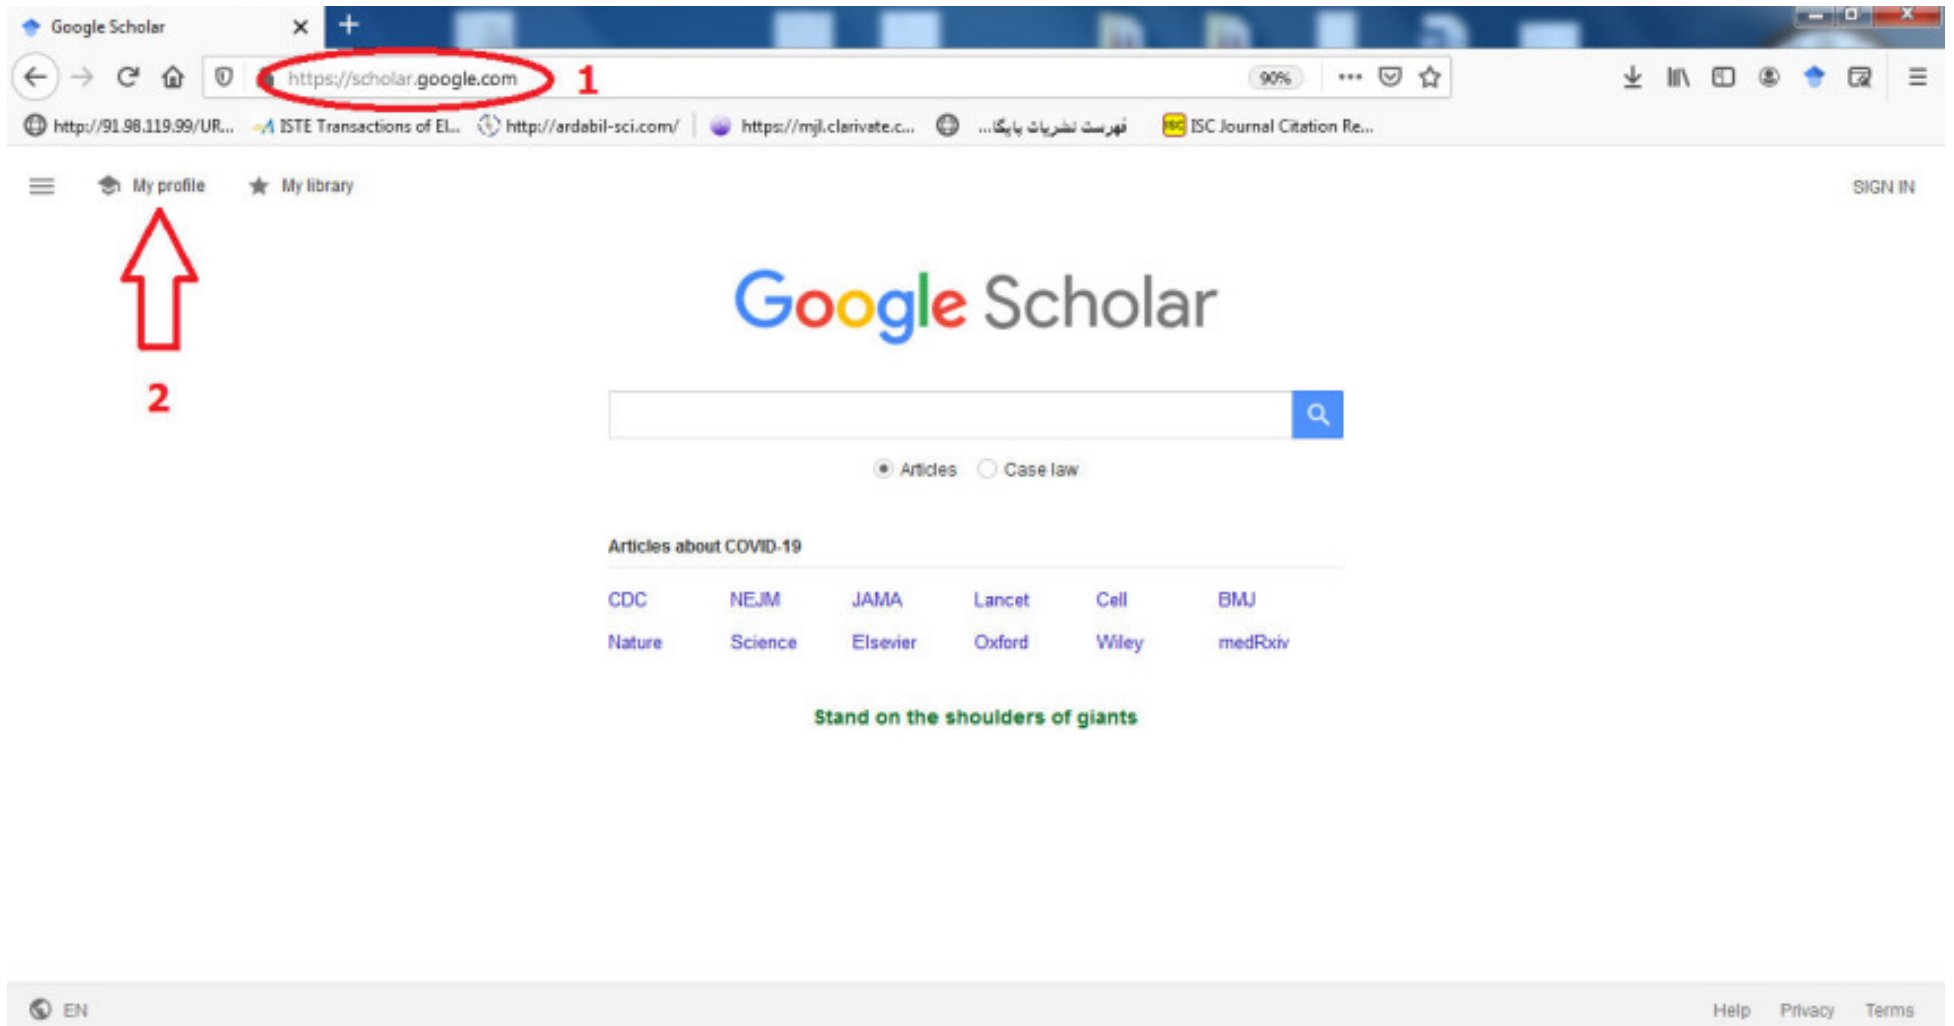 Google Scholar
https://scholar.google.com 1 90%
http://91.98.119.99/UR... ISTE Transactions of El... http://ardabil-sci.com/ https://mjl.clarivate.c... فهرست نشریات پایگا... ISC Journal Citation Re...
My profile My library SIGN IN
Google Scholar
2
Articles Case law
Articles about COVID-19
CDC NEJM JAMA Lancet Cell BMJ
Nature Science Elsevier Oxford Wiley medRxiv
Stand on the shoulders of giants
EN Help Privacy Terms